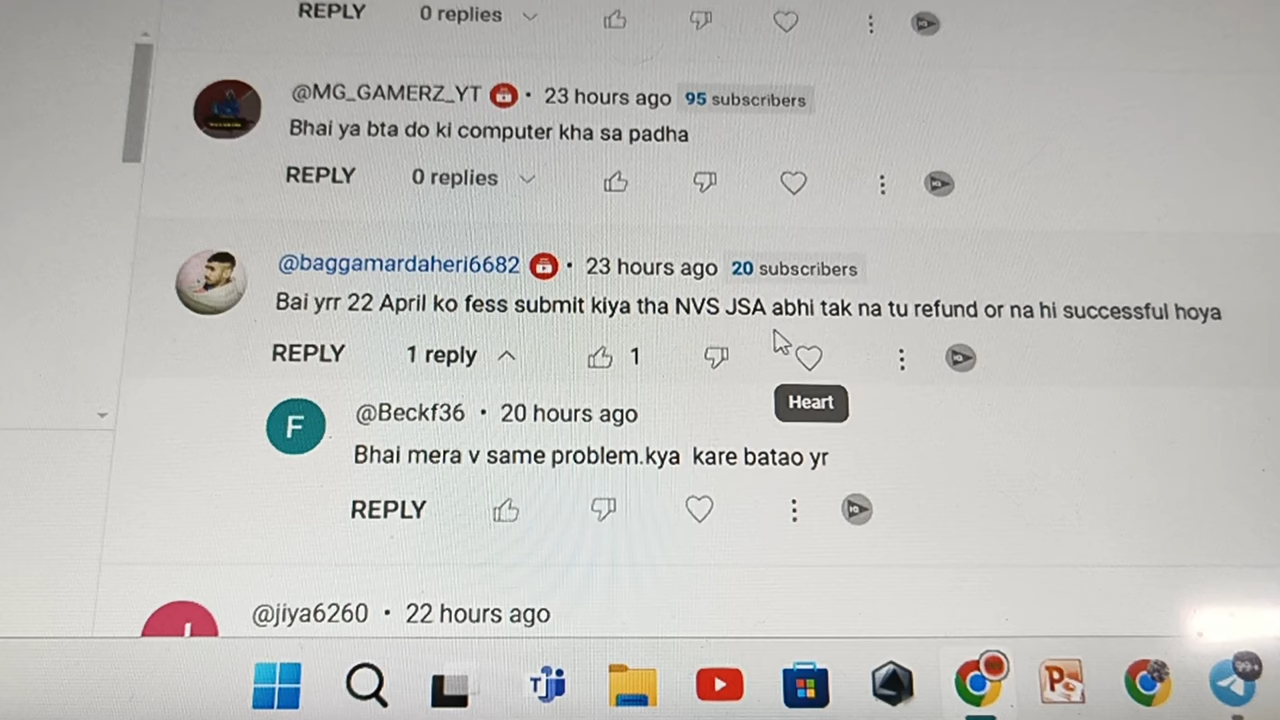 REPLY 0 replies
@MG_GAMERZ_YT · 23 hours ago 95 subscribers
Bhai ya bta do ki computer kha sa padha
REPLY 0 replies
@baggamardaheri6682 · 23 hours ago 20 subscribers
Bai yrr 22 April ko fess submit kiya tha NVS JSA abhi tak na tu refund or na hi successful hoya
REPLY 1 reply 1
Heart
F @Beckf36 · 20 hours ago
Bhai mera v same problem.kya kare batao yr
REPLY
@jiya6260 · 22 hours ago
99+